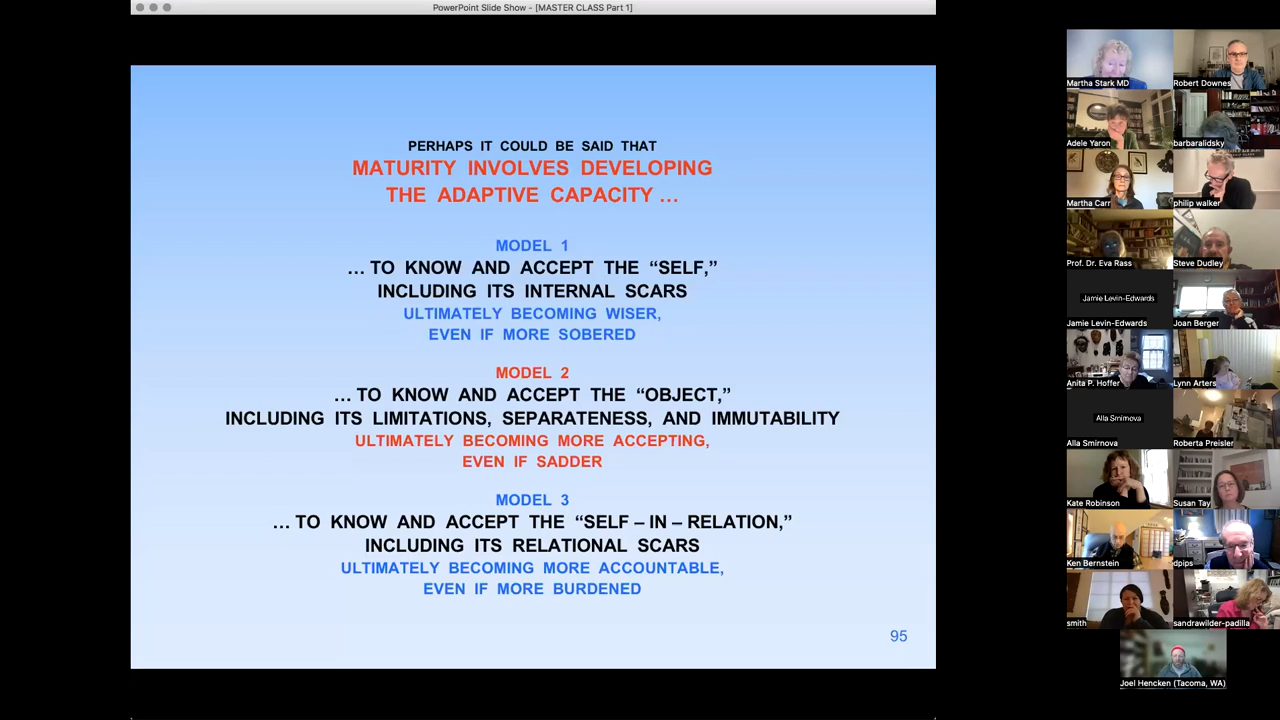 PowerPoint Slide Show - [MASTER CLASS Part 1]
PERHAPS IT COULD BE SAID THAT
MATURITY INVOLVES DEVELOPING
THE ADAPTIVE CAPACITY …
MODEL 1
… TO KNOW AND ACCEPT THE “SELF,”
INCLUDING ITS INTERNAL SCARS
ULTIMATELY BECOMING WISER,
EVEN IF MORE SOBERED
MODEL 2
… TO KNOW AND ACCEPT THE “OBJECT,”
INCLUDING ITS LIMITATIONS, SEPARATENESS, AND IMMUTABILITY
ULTIMATELY BECOMING MORE ACCEPTING,
EVEN IF SADDER
MODEL 3
… TO KNOW AND ACCEPT THE “SELF – IN – RELATION,”
INCLUDING ITS RELATIONAL SCARS
ULTIMATELY BECOMING MORE ACCOUNTABLE,
EVEN IF MORE BURDENED
95
Martha Stark MD
Robert Downes
Adele Yaron
barbaralidsky
Martha Carr
philip walker
Prof. Dr. Eva Rass
Steve Dudley
Jamie Levin-Edwards
Jamie Levin-Edwards
Joan Berger
Anita P. Hoffer
Lynn Arters
Alla Smirnova
Alla Smirnova
Roberta Preisler
Kate Robinson
Susan Tay
Ken Bernstein
dpips
smith
sandrawilder-padilla
Joel Hencken (Tacoma, WA)